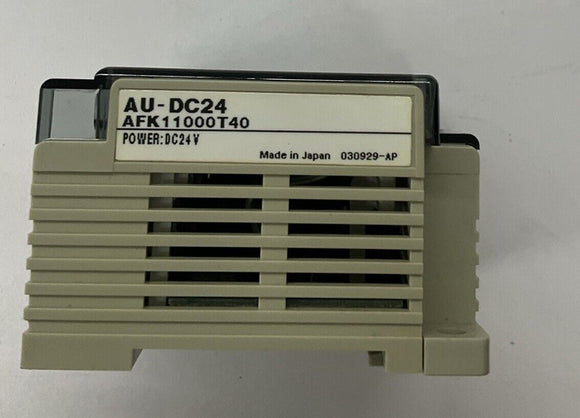 AU-DC24
AFK11000T40
POWER:DC24V
Made in Japan 030929-AP